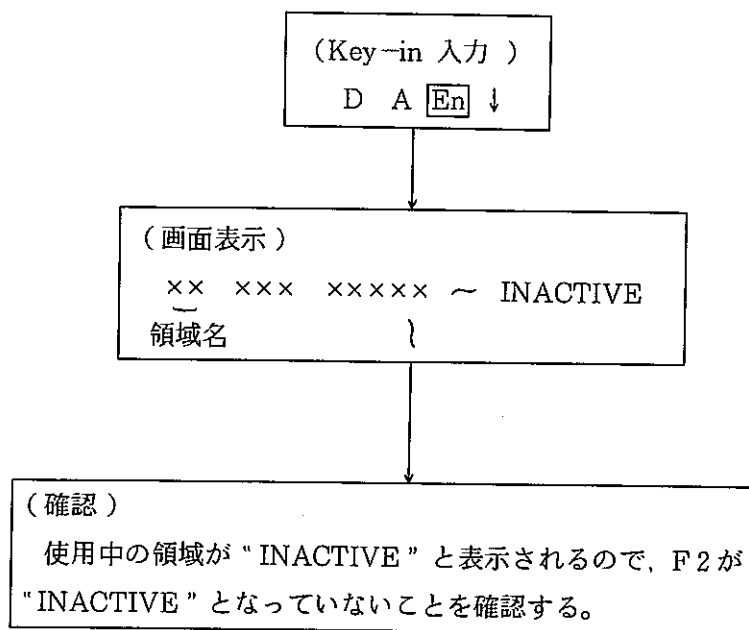 (Key-in 入力)
D A En ↓
(画面表示)
×× ××× ××××× ～ INACTIVE
領域名
(確認)
使用中の領域が "INACTIVE" と表示されるので, F2が
"INACTIVE" となっていないことを確認する。